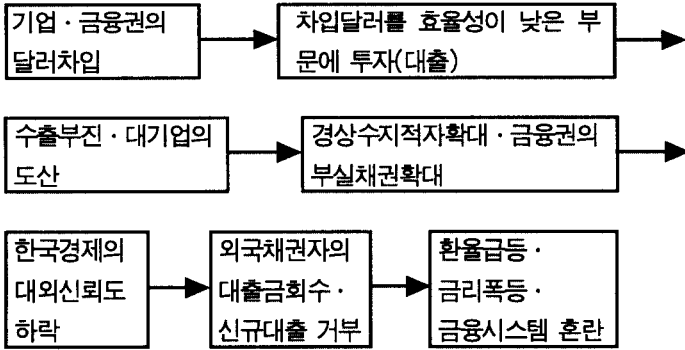 기업 · 금융권의
달러차입
차입달러를 효율성이 낮은 부
문에 투자(대출)
수출부진 · 대기업의
도산
경상수지적자확대 · 금융권의
부실채권확대
한국경제의
대외신뢰도
하락
외국채권자의
대출금회수 ·
신규대출 거부
환율급등 ·
금리폭등 ·
금융시스템 혼란